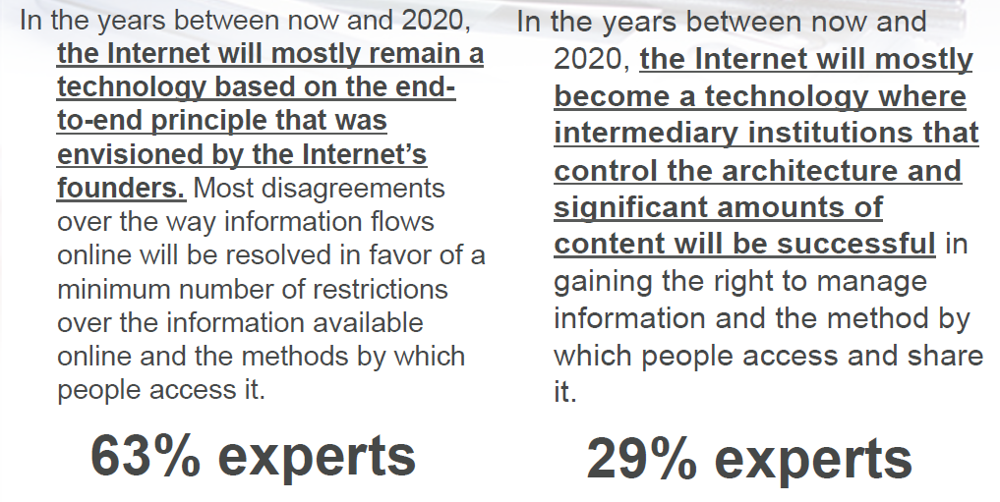 In the years between now and 2020,
the Internet will mostly remain a
technology based on the end-
to-end principle that was
envisioned by the Internet’s
founders. Most disagreements
over the way information flows
online will be resolved in favor of a
minimum number of restrictions
over the information available
online and the methods by which
people access it.
63% experts
In the years between now and
2020, the Internet will mostly
become a technology where
intermediary institutions that
control the architecture and
significant amounts of
content will be successful in
gaining the right to manage
information and the method by
which people access and share
it.
29% experts